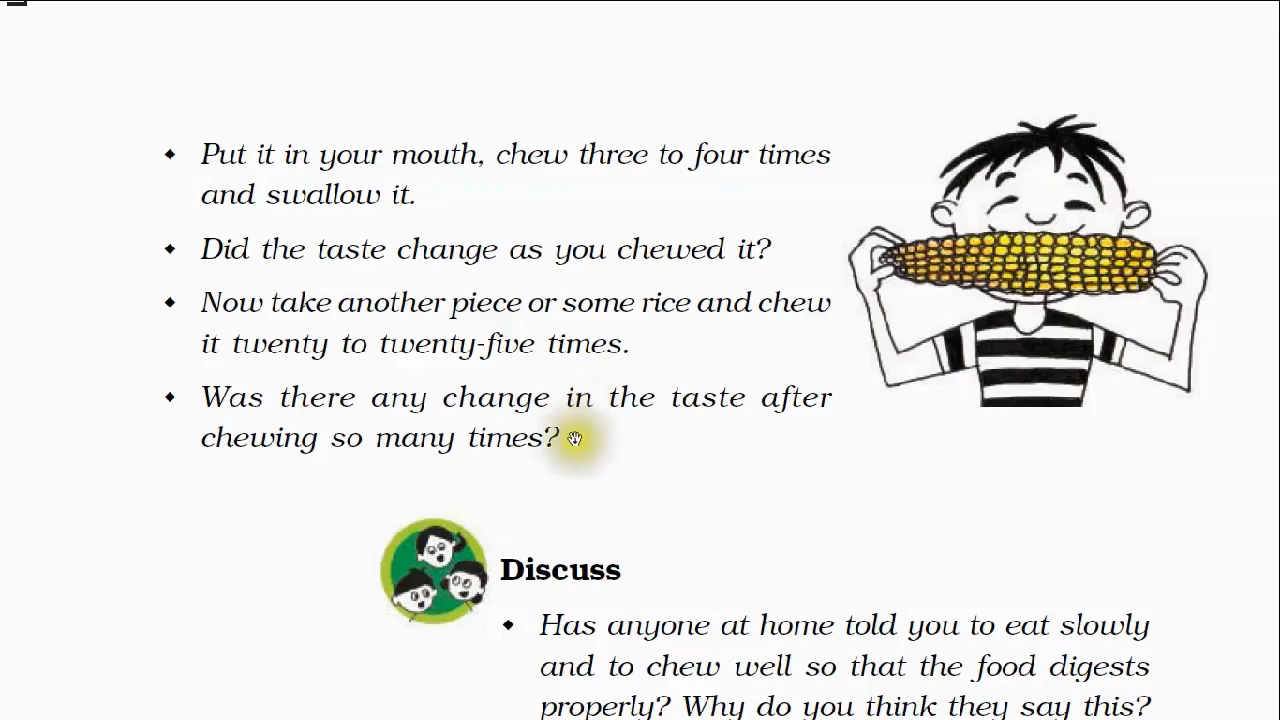 Put it in your mouth, chew three to four times
and swallow it.
Did the taste change as you chewed it?
Now take another piece or some rice and chew
it twenty to twenty-five times.
Was there any change in the taste after
chewing so many times?
Discuss
Has anyone at home told you to eat slowly
and to chew well so that the food digests
properly? Why do you think they say this?